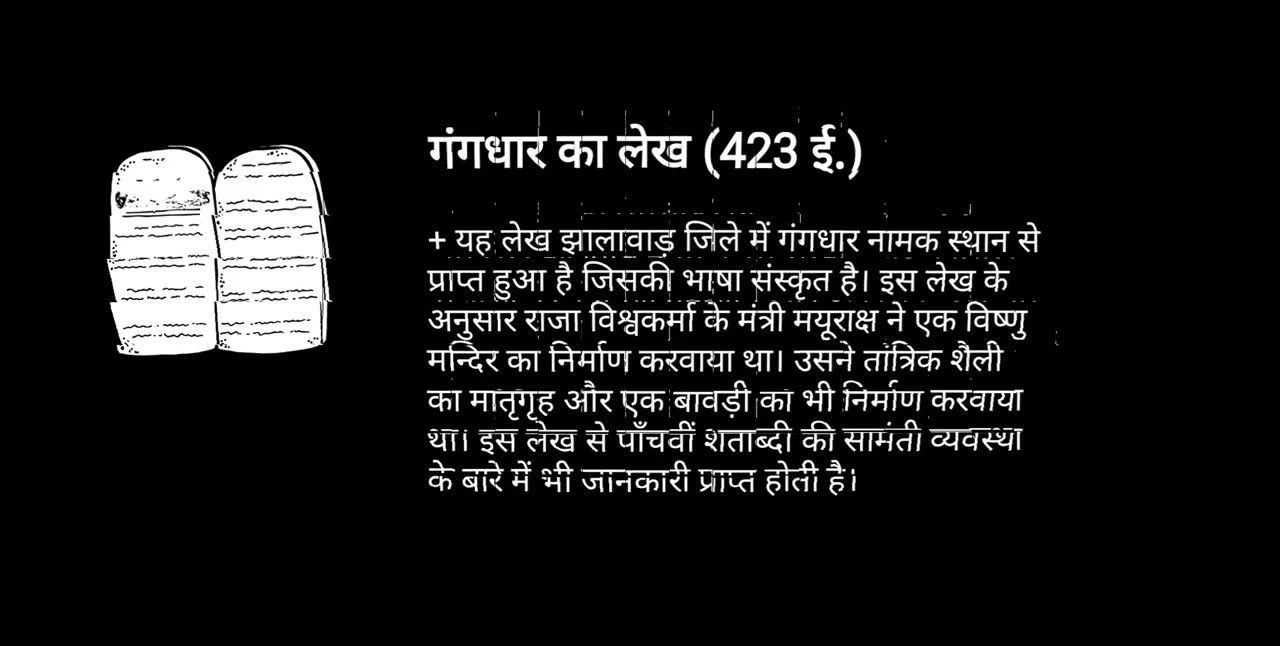 गंगधार का लेख (423 ई.)
+ यह लेख झालावाड़ जिले में गंगधार नामक स्थान से
प्राप्त हुआ है जिसकी भाषा संस्कृत है। इस लेख के
अनुसार राजा विश्वकर्मा के मंत्री मयूराक्ष ने एक विष्णु
मन्दिर का निर्माण करवाया था। उसने तांत्रिक शैली
का मातृगृह और एक बावड़ी का भी निर्माण करवाया
था। इस लेख से पाँचवीं शताब्दी की सामंती व्यवस्था
के बारे में भी जानकारी प्राप्त होती है।